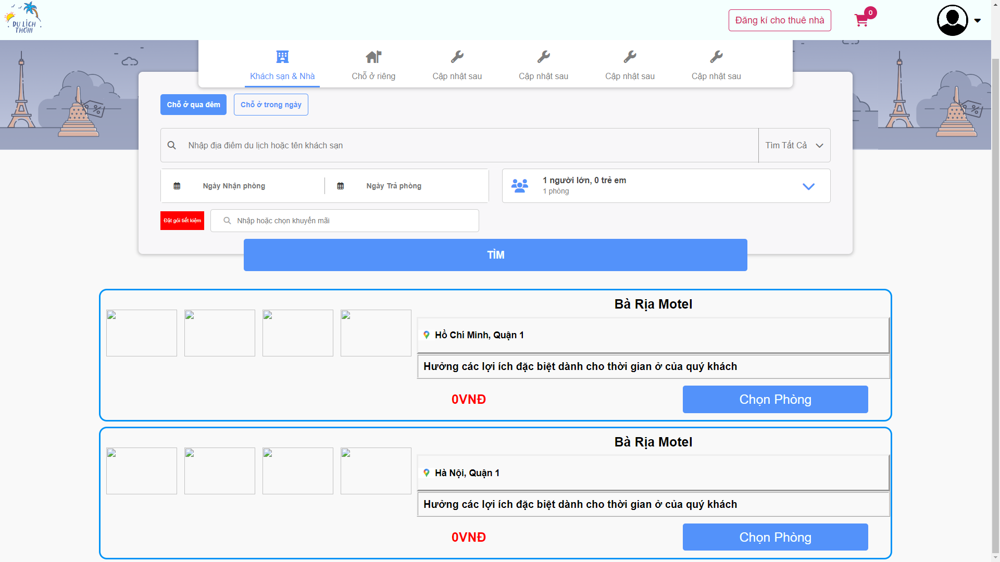 DU LỊCH
THƠIII
Đăng kí cho thuê nhà
0
Khách sạn & Nhà
Chỗ ở riêng
Cập nhật sau
Cập nhật sau
Cập nhật sau
Cập nhật sau
Chỗ ở qua đêm
Chỗ ở trong ngày
Nhập địa điểm du lịch hoặc tên khách sạn
Tìm Tất Cả
Ngày Nhận phòng
Ngày Trả phòng
1 người lớn, 0 trẻ em
1 phòng
Đặt gói tiết kiệm
Nhập hoặc chọn khuyến mãi
TÌM
Bà Rịa Motel
Hồ Chí Minh, Quận 1
Hưởng các lợi ích đặc biệt dành cho thời gian ở của quý khách
0VNĐ
Chọn Phòng
Bà Rịa Motel
Hà Nội, Quận 1
Hưởng các lợi ích đặc biệt dành cho thời gian ở của quý khách
0VNĐ
Chọn Phòng